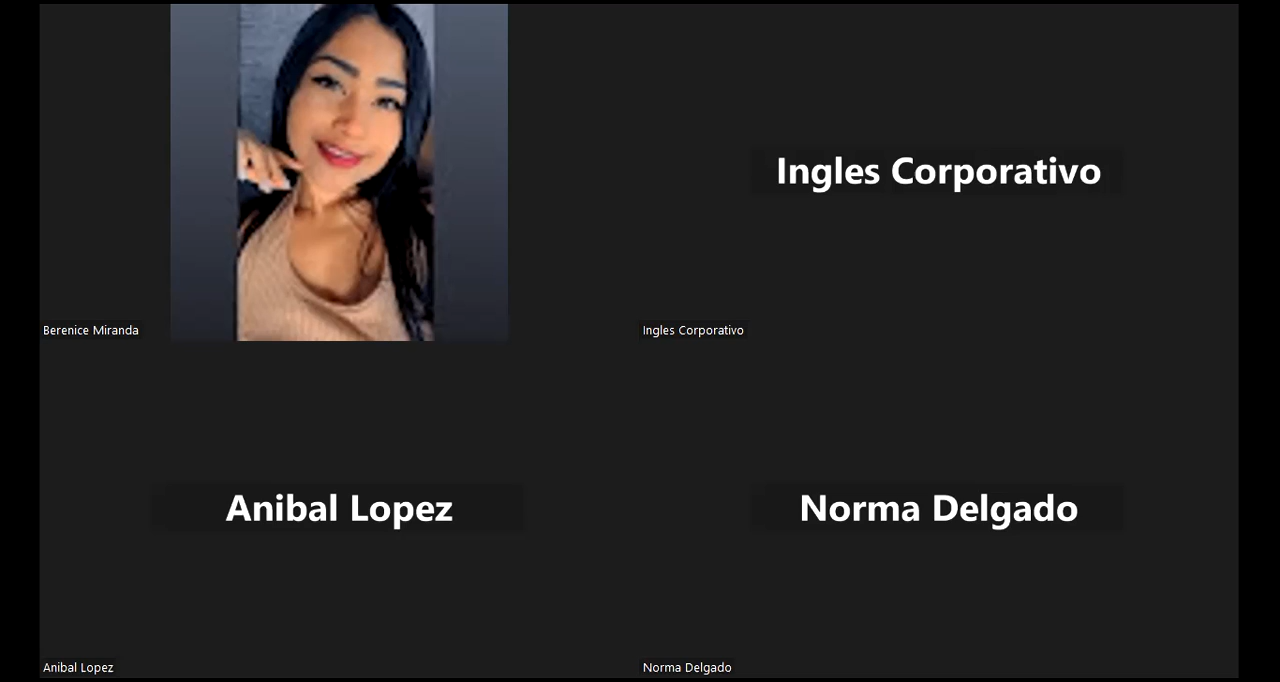 Ingles Corporativo
Berenice Miranda
Ingles Corporativo
Anibal Lopez
Norma Delgado
Anibal Lopez
Norma Delgado